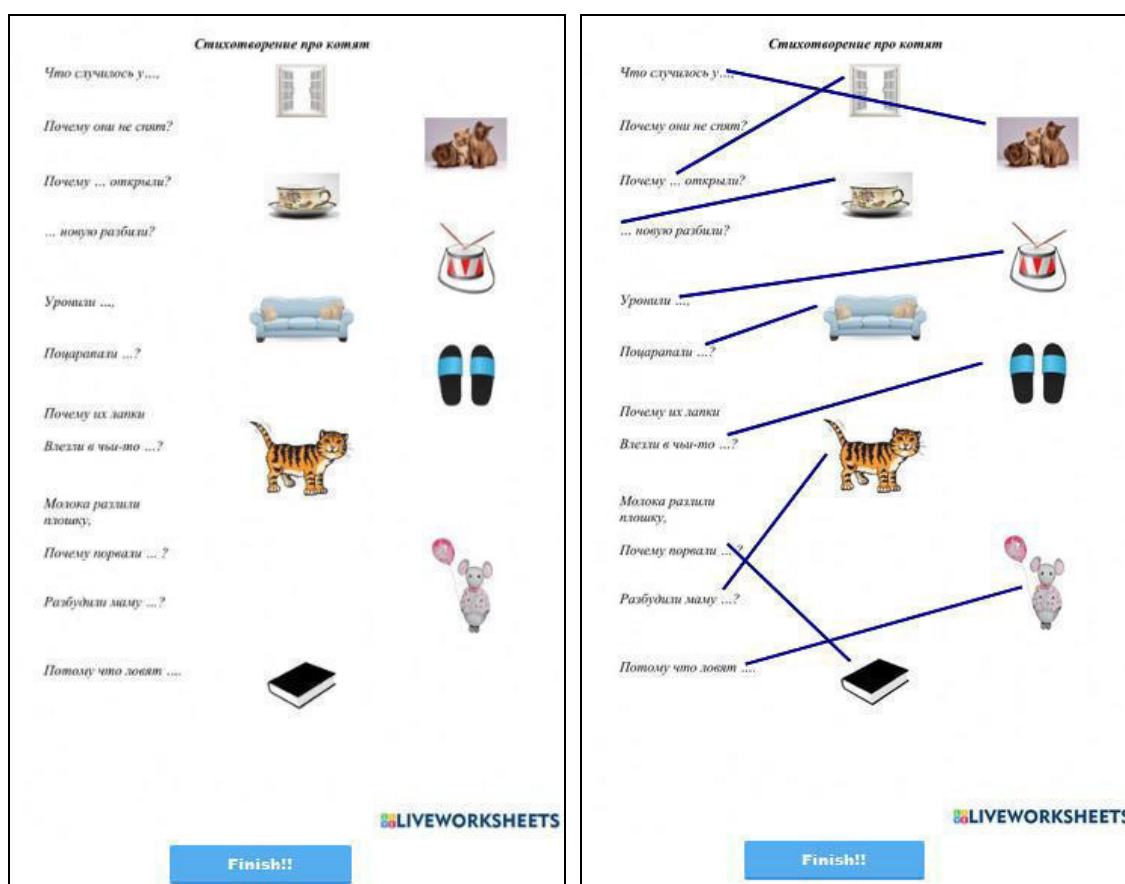 Стихотворение про котят
Что случилось у...,
Почему они не спят?
Почему ... открыли?
... новую разбили?
Уронили ...,
Поцарапали ...?
Почему их лапки
Влезли в чьи-то ...?
Молока разлили
плошку,
Почему порвали ... ?
Разбудили маму ...?
Потому что ловят ....
LIVEWORKSHEETS
Finish!!
Стихотворение про котят
Что случилось у...,
Почему они не спят?
Почему ... открыли?
... новую разбили?
Уронили ...,
Поцарапали ...?
Почему их лапки
Влезли в чьи-то ...?
Молока разлили
плошку,
Почему порвали ... ?
Разбудили маму ...?
Потому что ловят ....
LIVEWORKSHEETS
Finish!!